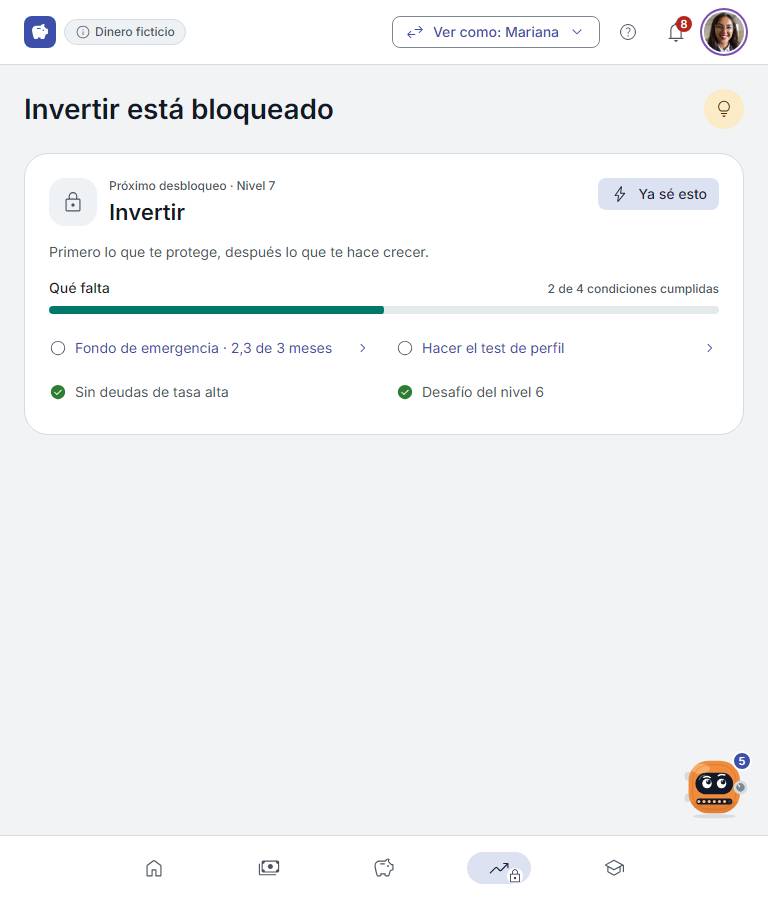 Dinero ficticio
Ver como: Mariana
8
Invertir está bloqueado
Próximo desbloqueo · Nivel 7
Invertir
Ya sé esto
Primero lo que te protege, después lo que te hace crecer.
Qué falta
2 de 4 condiciones cumplidas
Fondo de emergencia · 2,3 de 3 meses
Hacer el test de perfil
Sin deudas de tasa alta
Desafío del nivel 6
5